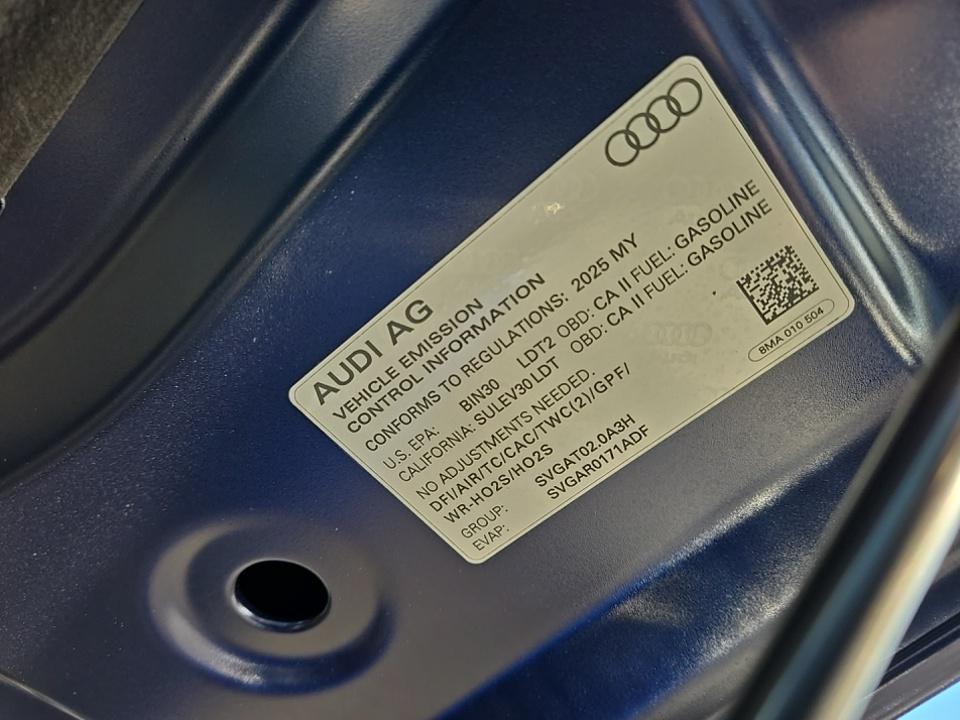 AUDI AG
VEHICLE EMISSION
CONTROL INFORMATION
CONFORMS TO REGULATIONS: 2025 MY
U.S. EPA: BIN30 LDT2 OBD: CA II FUEL: GASOLINE
CALIFORNIA: SULEV30 LDT OBD: CA II FUEL: GASOLINE
NO ADJUSTMENTS NEEDED.
DFI/AIR/TC/CAC/TWC(2)/GPF/
WR-HO2S/HO2S
GROUP: SVGAT02.0A3H
EVAP: SVGAR0171ADF
8MA 010 504